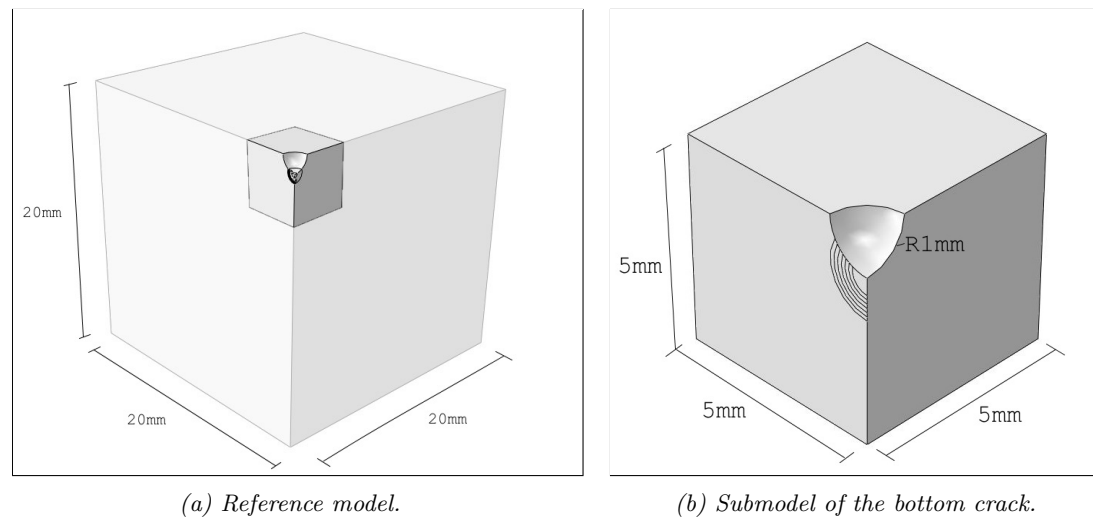 20mm
20mm
20mm
(a) Reference model.
R1mm
5mm
5mm
5mm
(b) Submodel of the bottom crack.